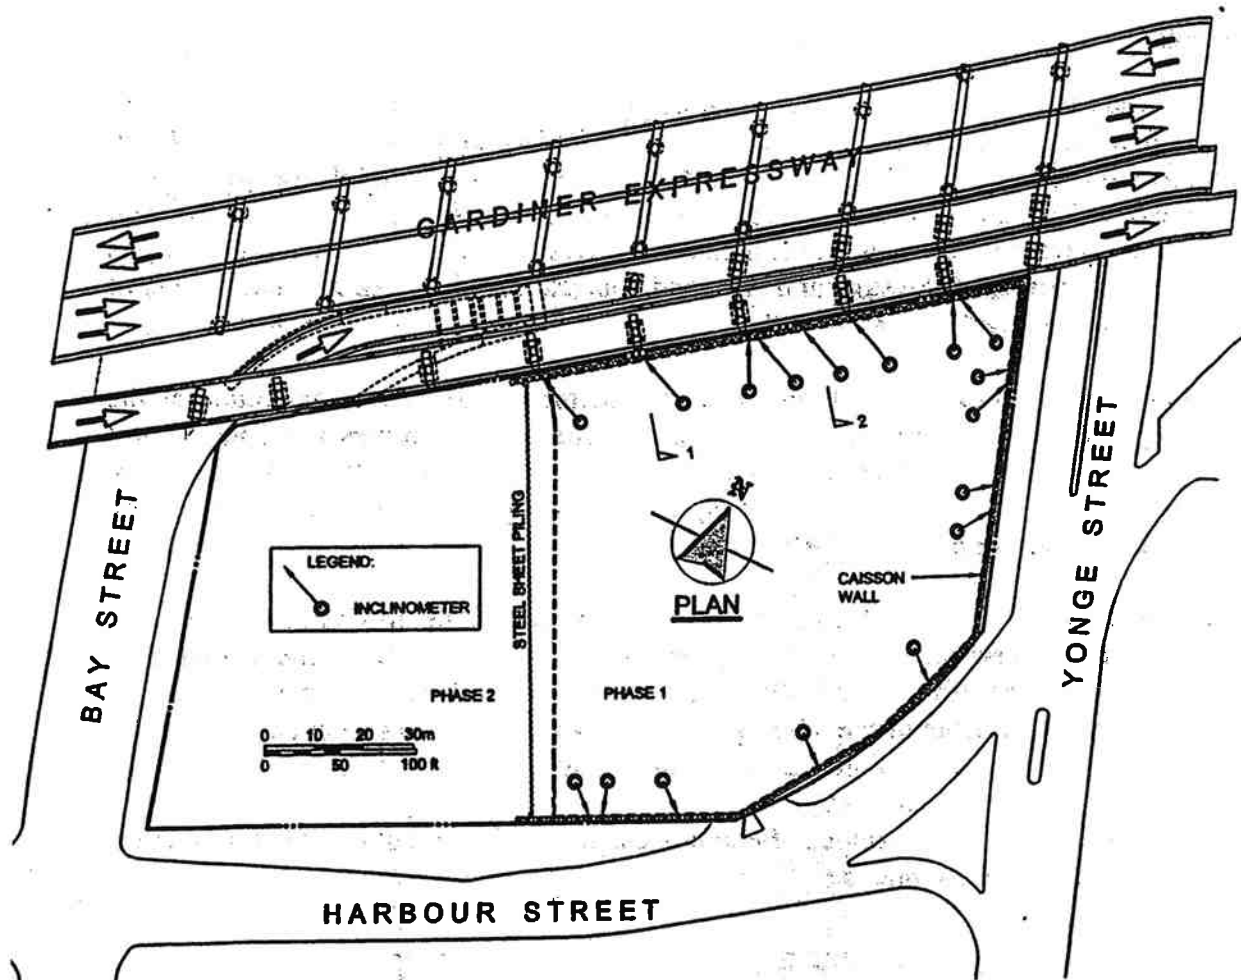 GARDINER EXPRESSWAY
N
1
2
PLAN
CAISSON
WALL
STEEL SHEET PILING
LEGEND:
INCLINOMETER
PHASE 2
PHASE 1
0 10 20 30m
0 50 100 ft
BAY STREET
YONGE STREET
HARBOUR STREET